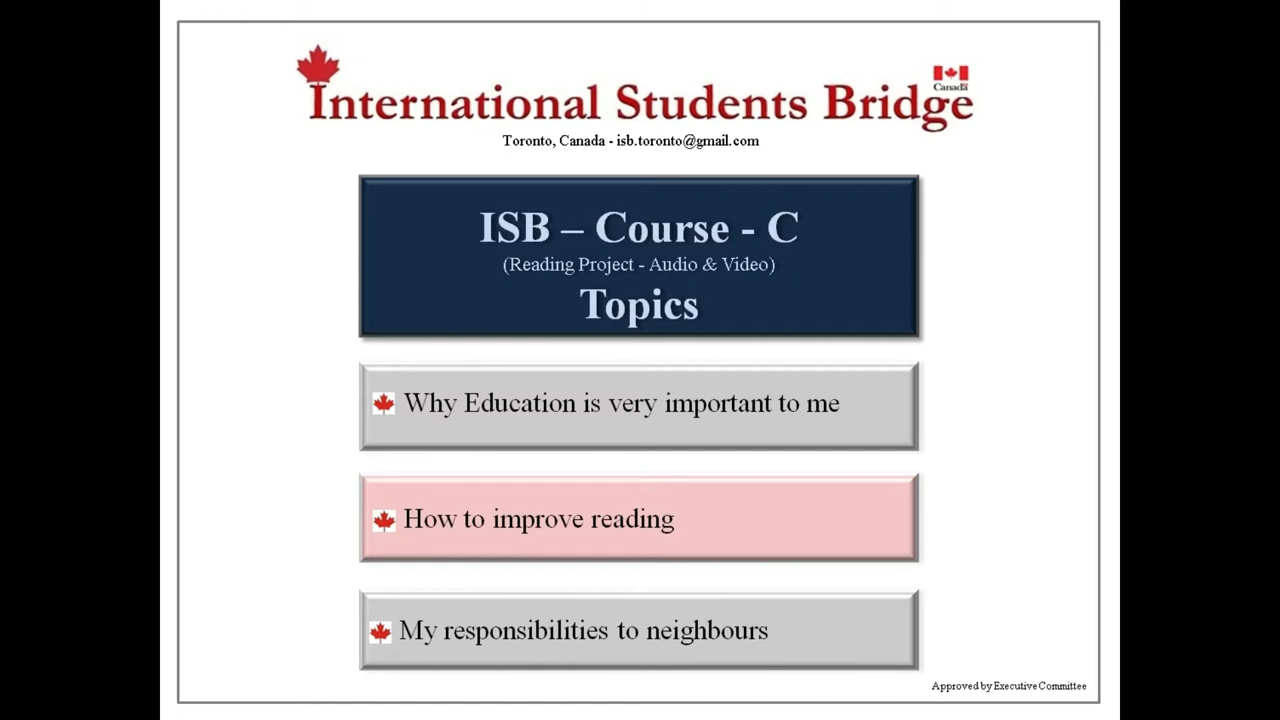 Canada
International Students Bridge
Toronto, Canada - isb.toronto@gmail.com
ISB – Course - C
(Reading Project - Audio & Video)
Topics
Why Education is very important to me
How to improve reading
My responsibilities to neighbours
Approved by Executive Committee